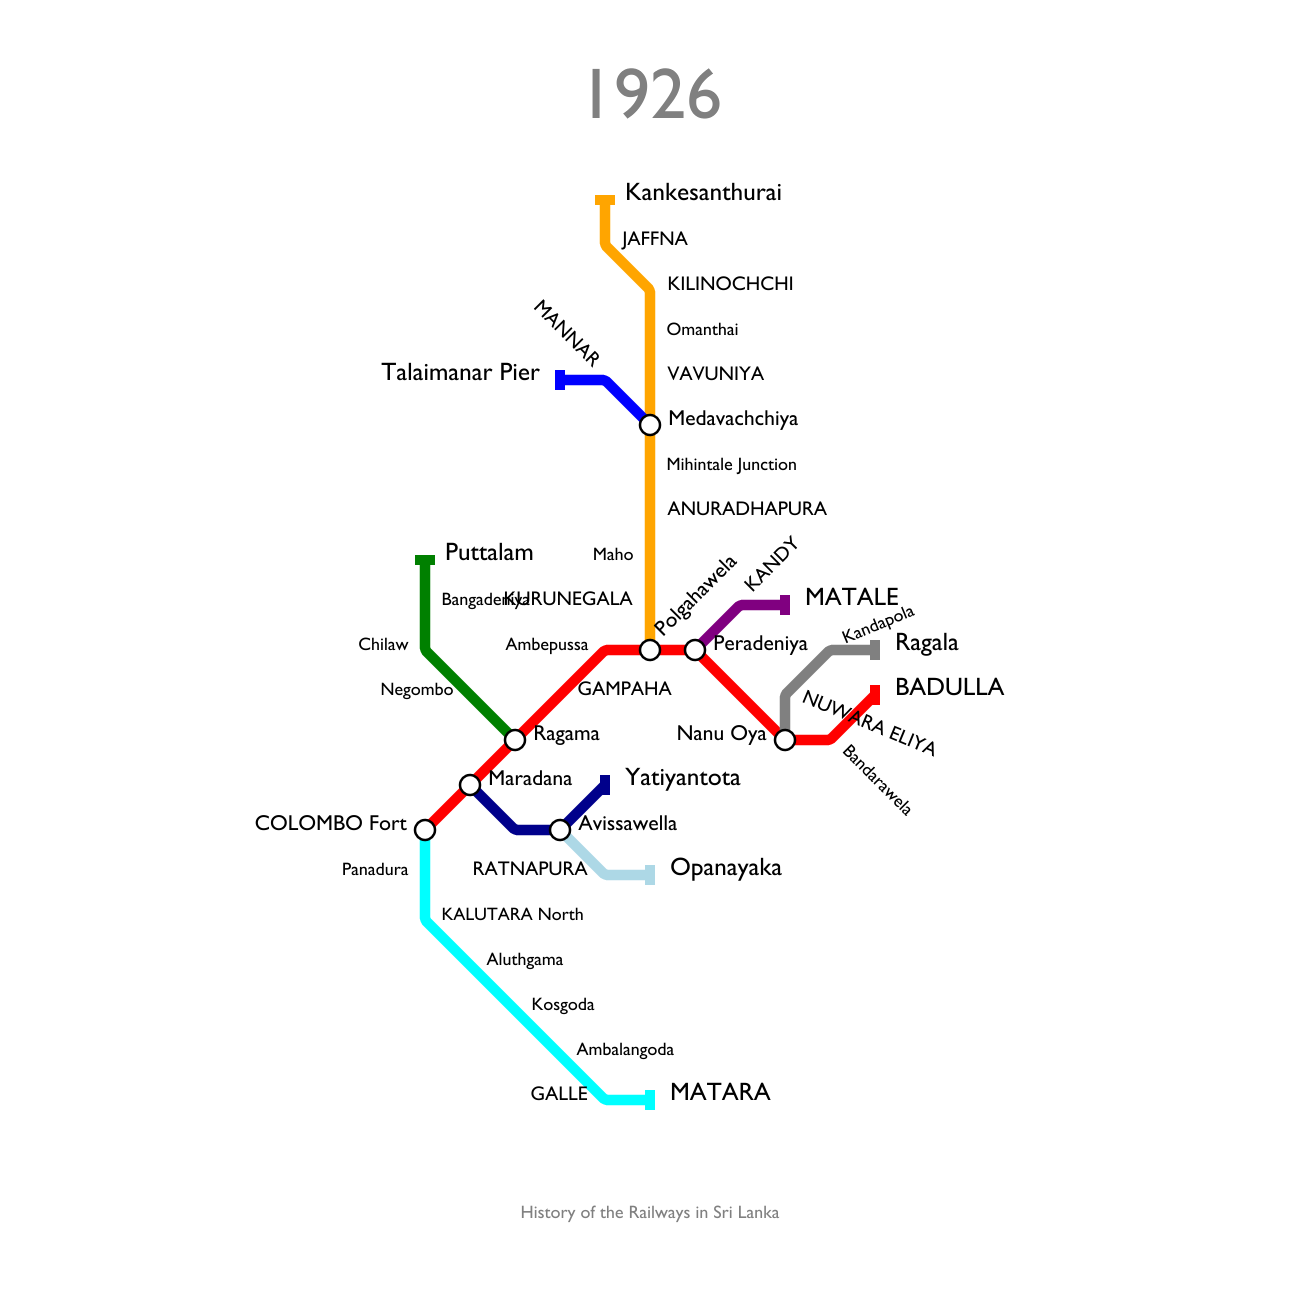 1926
Kankesanthurai
JAFFNA
KILINOCHCHI
MANNAR
Omanthai
Talaimanar Pier
VAVUNIYA
Medavachchiya
Mihintale Junction
ANURADHAPURA
Puttalam
Maho
Polgahawela
KANDY
Bangadeniya
KURUNEGALA
MATALE
Kandapola
Chilaw
Ambepussa
Peradeniya
Ragala
Negombo
GAMPAHA
BADULLA
NUWARA ELIYA
Ragama
Nanu Oya
Bandarawela
Maradana
Yatiyantota
COLOMBO Fort
Avissawella
Panadura
RATNAPURA
Opanayaka
KALUTARA North
Aluthgama
Kosgoda
Ambalangoda
GALLE
MATARA
History of the Railways in Sri Lanka